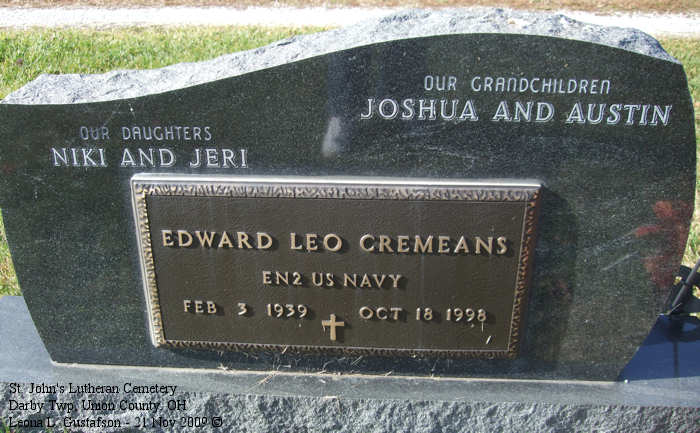 OUR GRANDCHILDREN
JOSHUA AND AUSTIN
OUR DAUGHTERS
NIKI AND JERI
EDWARD LEO CREMEANS
EN2 US NAVY
FEB 3 1939 OCT 18 1998
St. John's Lutheran Cemetery
Darby Twp, Union County, OH
Leona L. Gustafson - 21 Nov 2009 ©